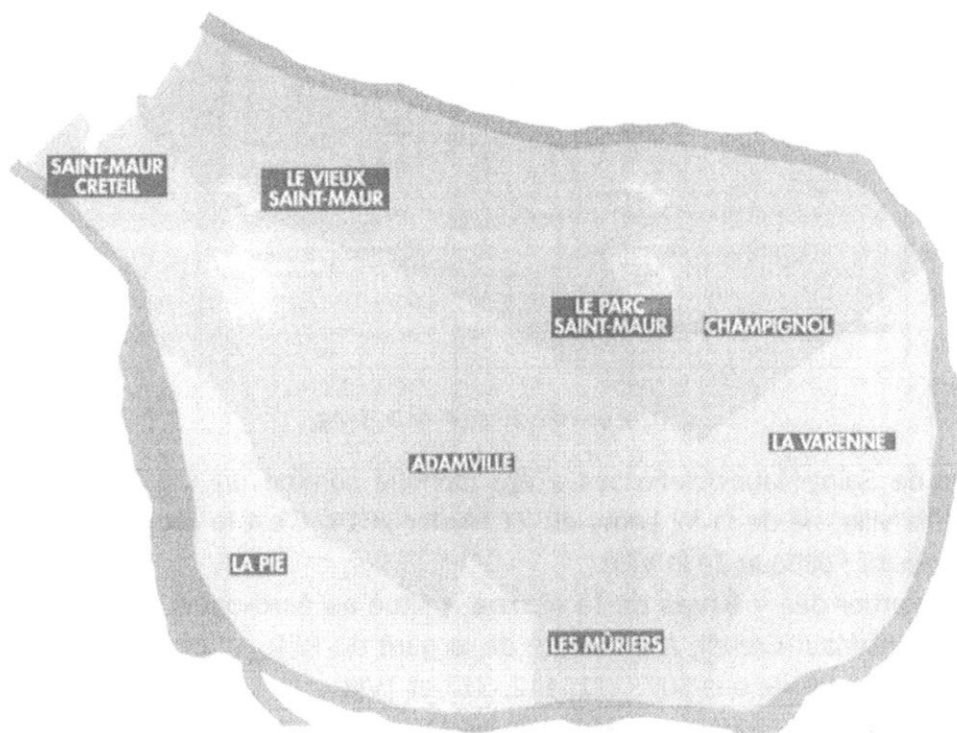 SAINT-MAUR
CRETEIL
LE VIEUX
SAINT-MAUR
LE PARC
SAINT-MAUR
CHAMPIGNOL
LA VARENNE
ADAMVILLE
LA PIE
LES MÛRIERS